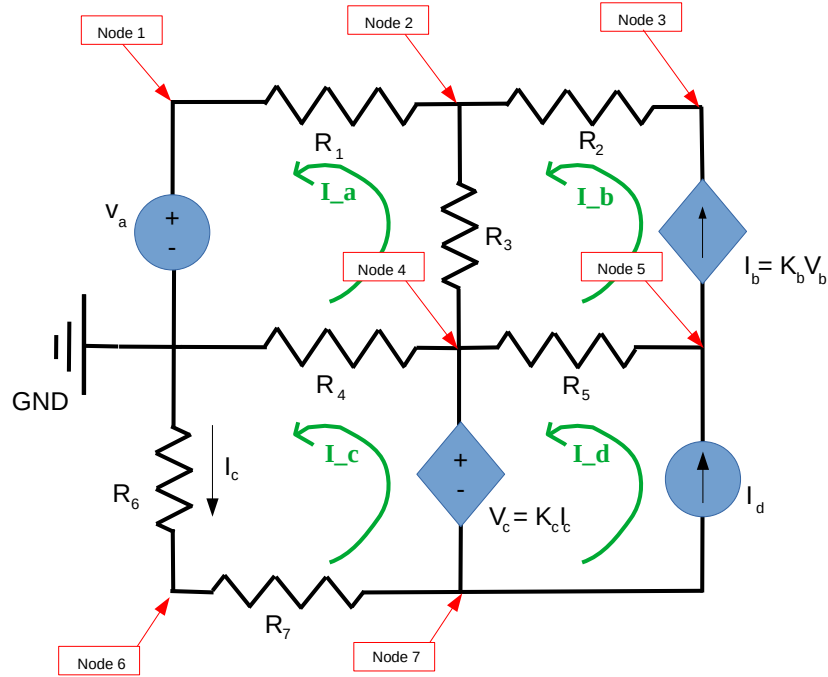 Node 1
Node 2
Node 3
R1
R2
I_a
I_b
va
+
-
R3
Node 4
Node 5
Ib= KbVb
GND
R4
R5
Ic
I_c
I_d
R6
+
-
Vc= KcIc
Id
R7
Node 6
Node 7